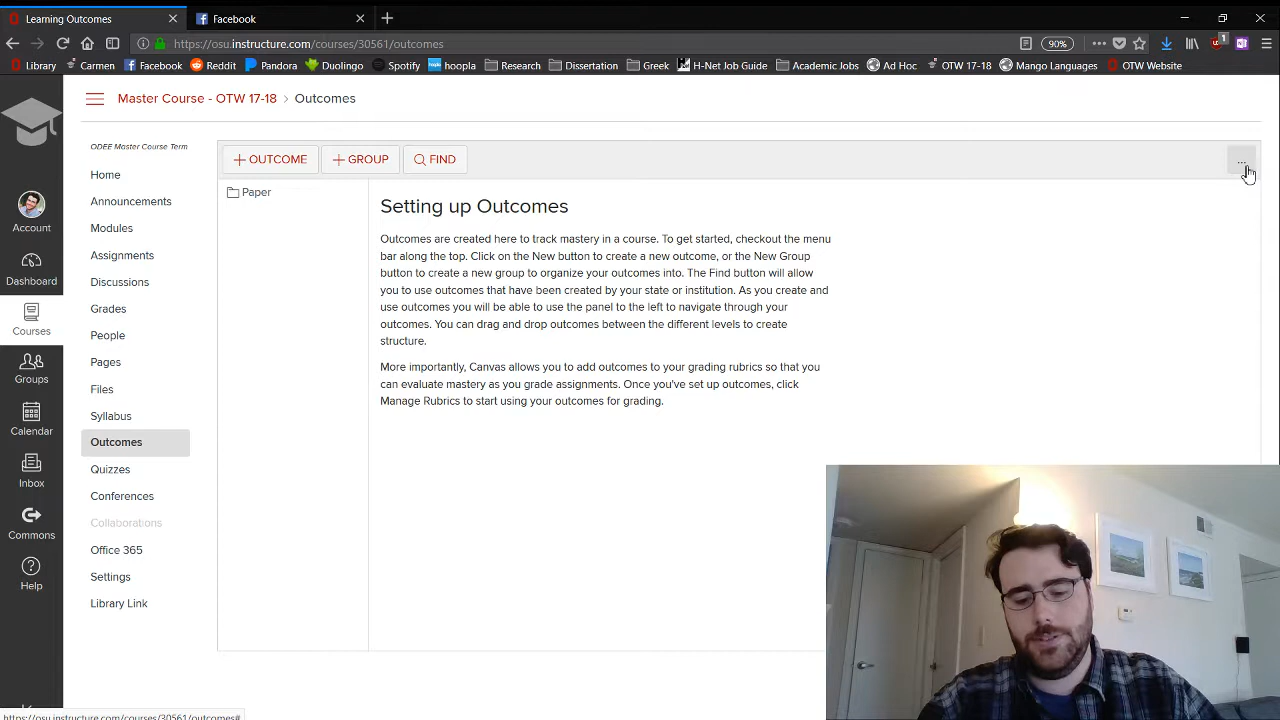 Learning Outcomes
Facebook
https://osu.instructure.com/courses/30561/outcomes
90%
1
Library
Carmen
Facebook
Reddit
Pandora
Duolingo
Spotify
hoopla
Research
Dissertation
Greek
H-Net Job Guide
Academic Jobs
Ad Hoc
OTW 17-18
Mango Languages
OTW Website
Master Course - OTW 17-18 > Outcomes
ODEE Master Course Term
Home
Announcements
Modules
Assignments
Discussions
Grades
People
Pages
Files
Syllabus
Outcomes
Quizzes
Conferences
Collaborations
Office 365
Settings
Library Link
Account
Dashboard
Courses
Groups
Calendar
Inbox
Commons
Help
+ OUTCOME
+ GROUP
FIND
...
Paper
Setting up Outcomes
Outcomes are created here to track mastery in a course. To get started, checkout the menu
bar along the top. Click on the New button to create a new outcome, or the New Group
button to create a new group to organize your outcomes into. The Find button will allow
you to use outcomes that have been created by your state or institution. As you create and
use outcomes you will be able to use the panel to the left to navigate through your
outcomes. You can drag and drop outcomes between the different levels to create
structure.
More importantly, Canvas allows you to add outcomes to your grading rubrics so that you
can evaluate mastery as you grade assignments. Once you've set up outcomes, click
Manage Rubrics to start using your outcomes for grading.
https://osu.instructure.com/courses/30561/outcomes#